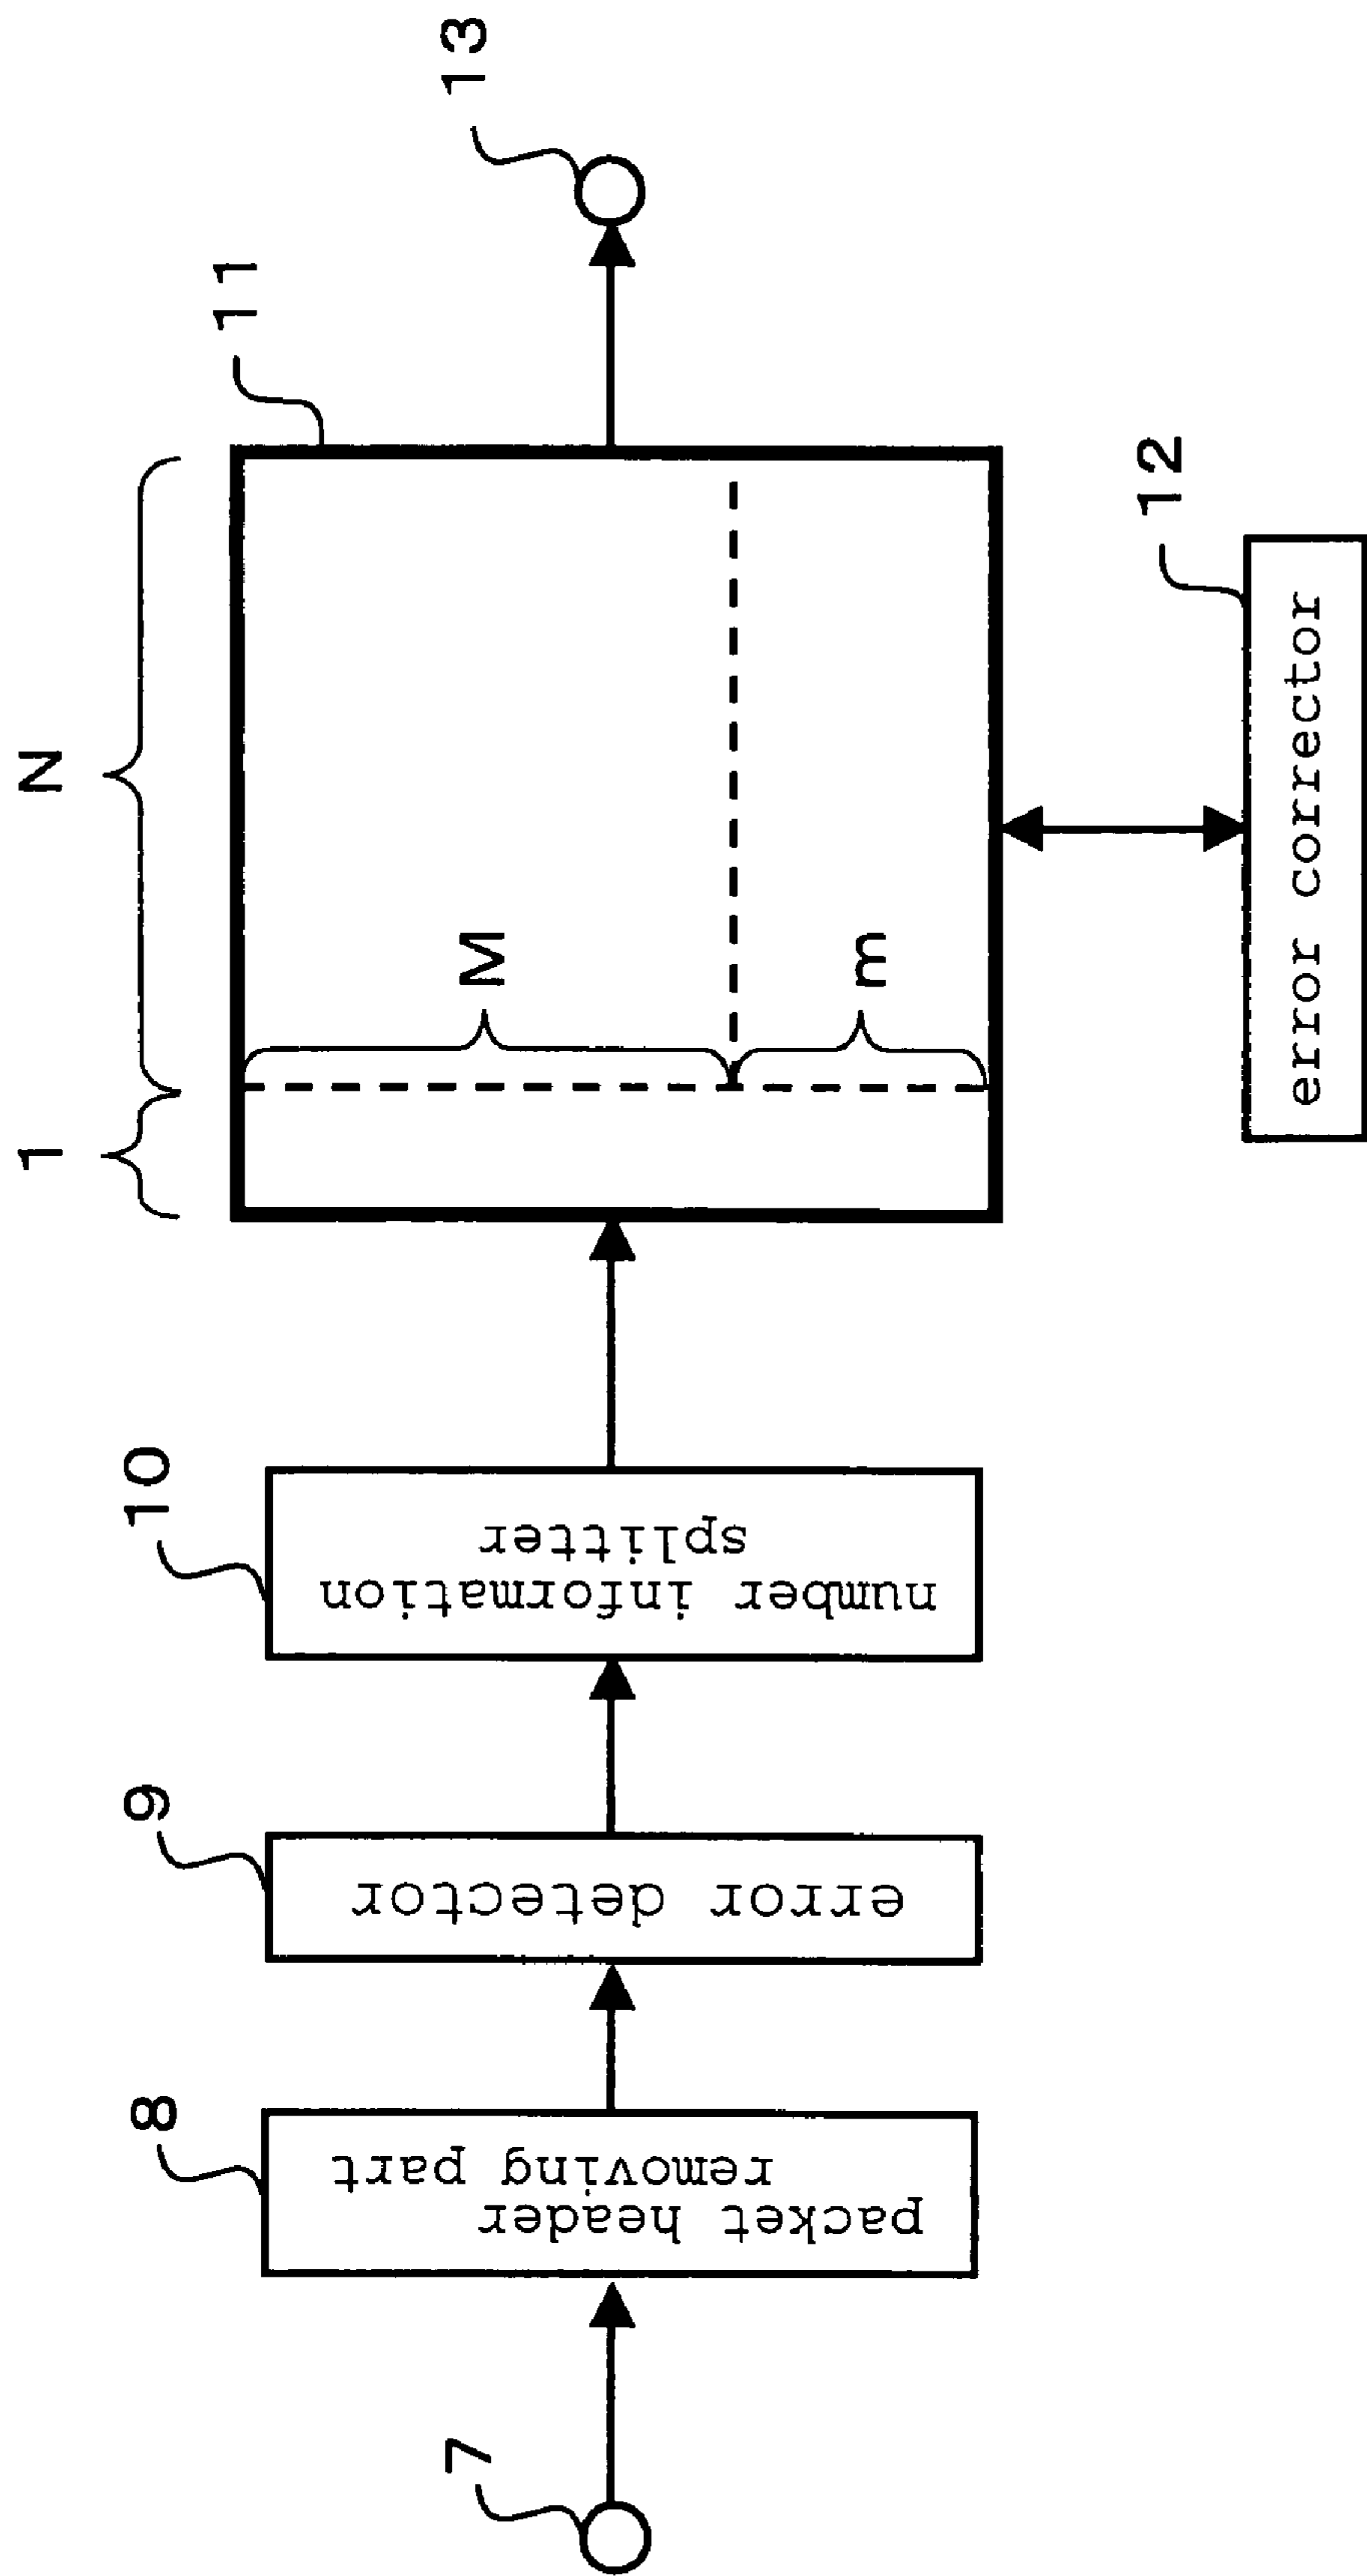 7
8
packet header
removing part
9
error detector
10
number information
splitter
1
N
M
m
11
12
error corrector
13